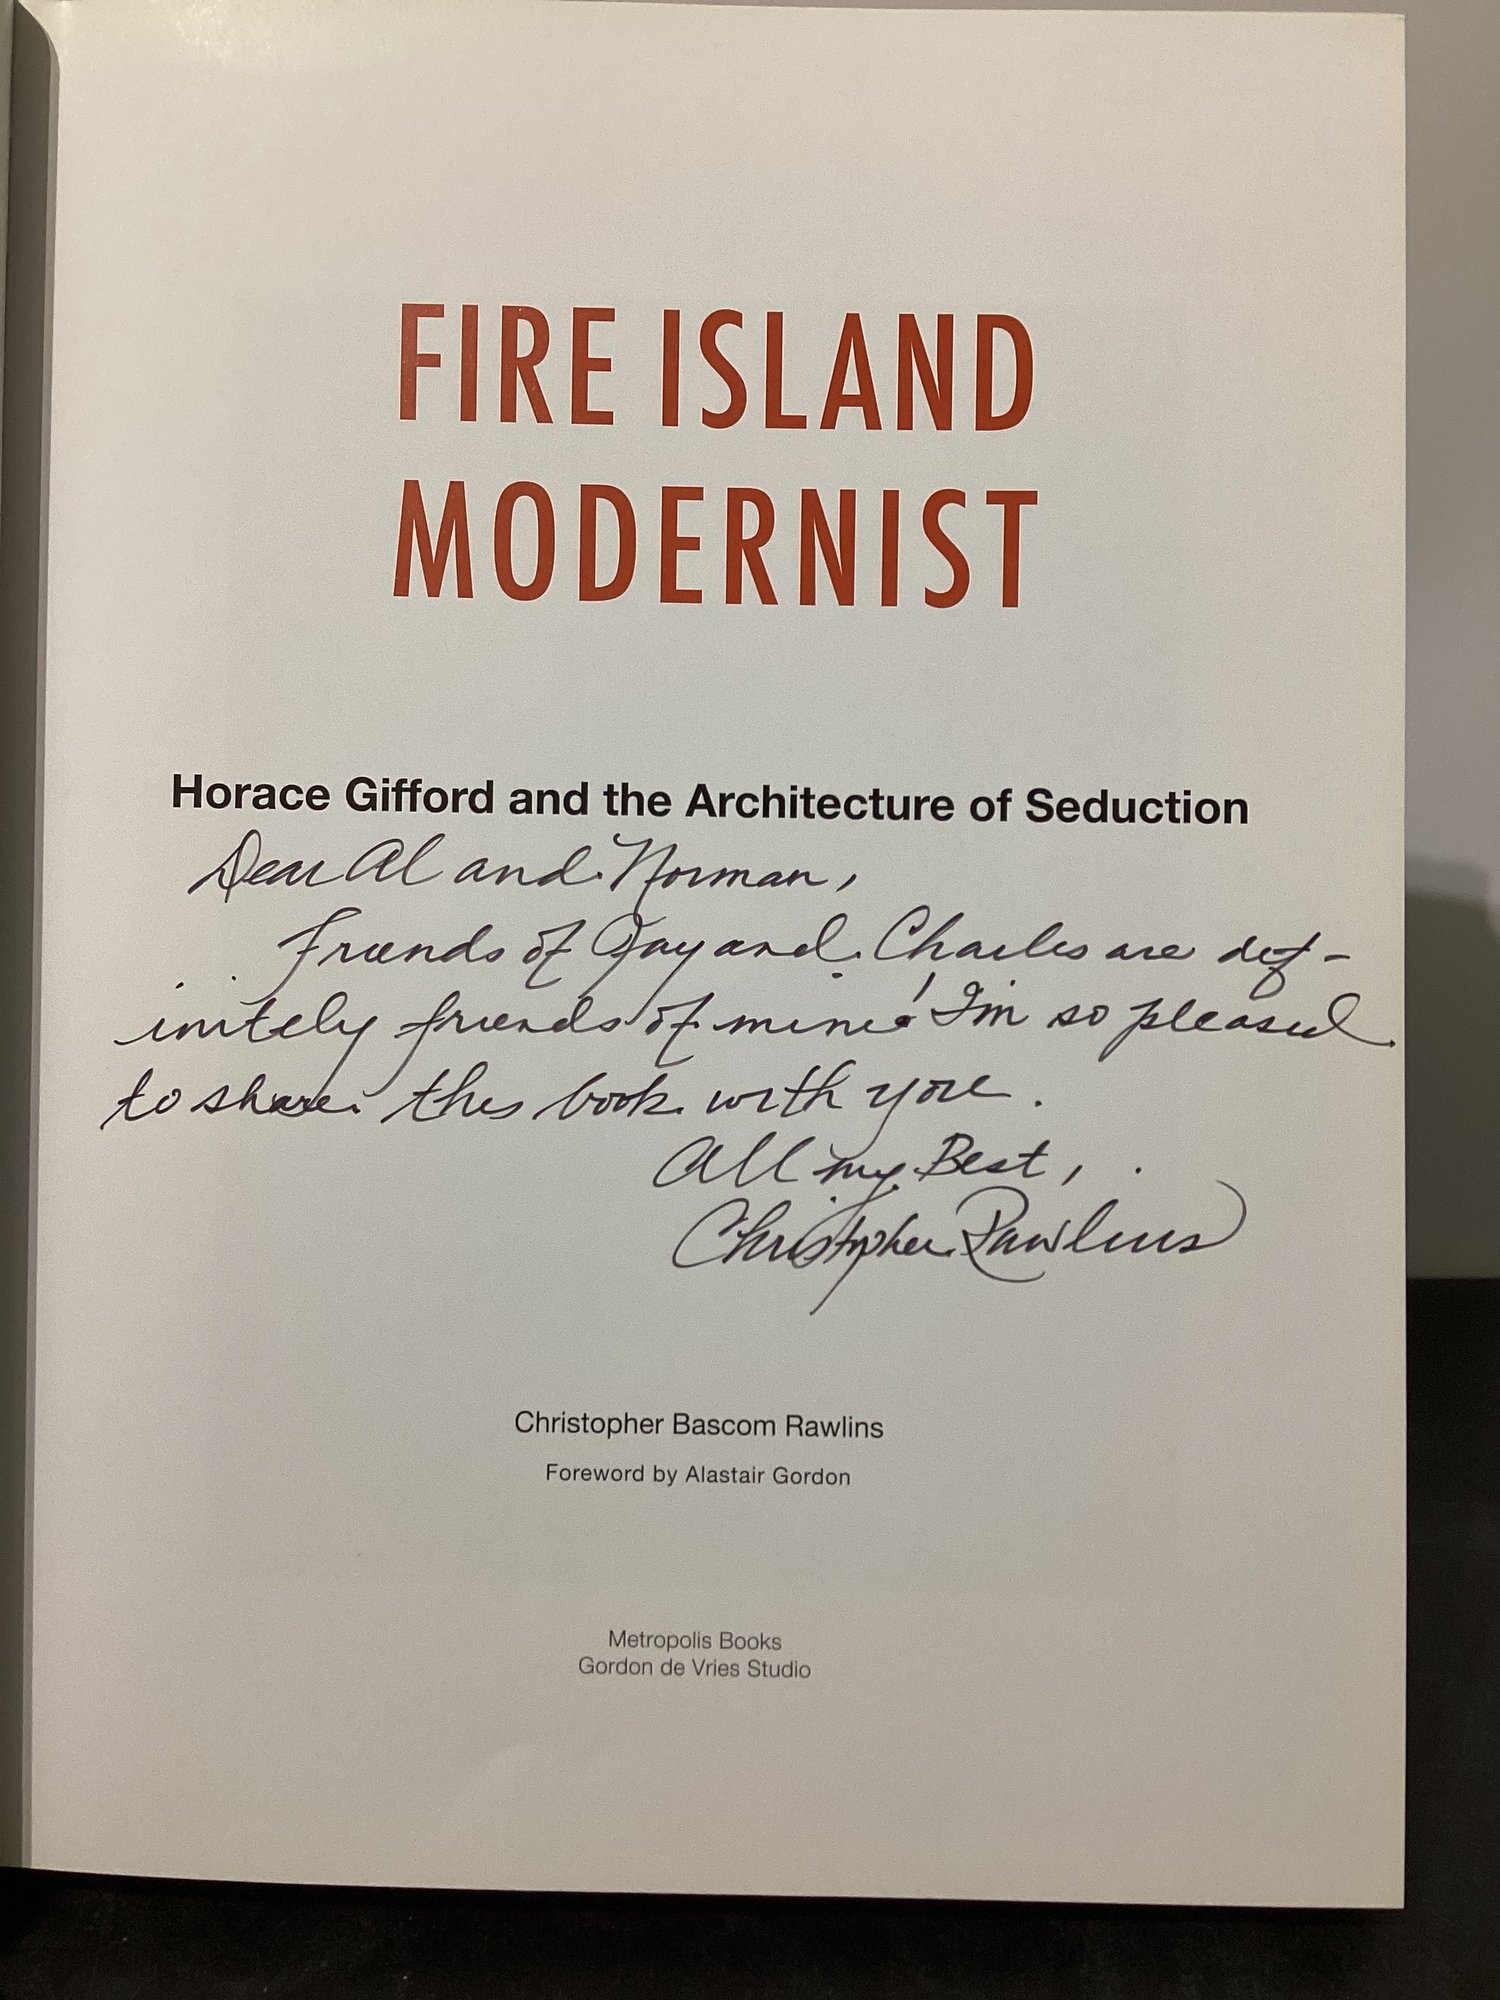 FIRE ISLAND
MODERNIST
Horace Gifford and the Architecture of Seduction
Dear Al and Norman,
Friends of and Charles are def-
initely friends of mine! I'm so pleased
to share this book with you.
All my Best,
Christopher Rawlins
Christopher Bascom Rawlins
Foreword by Alastair Gordon
Metropolis Books
Gordon de Vries Studio